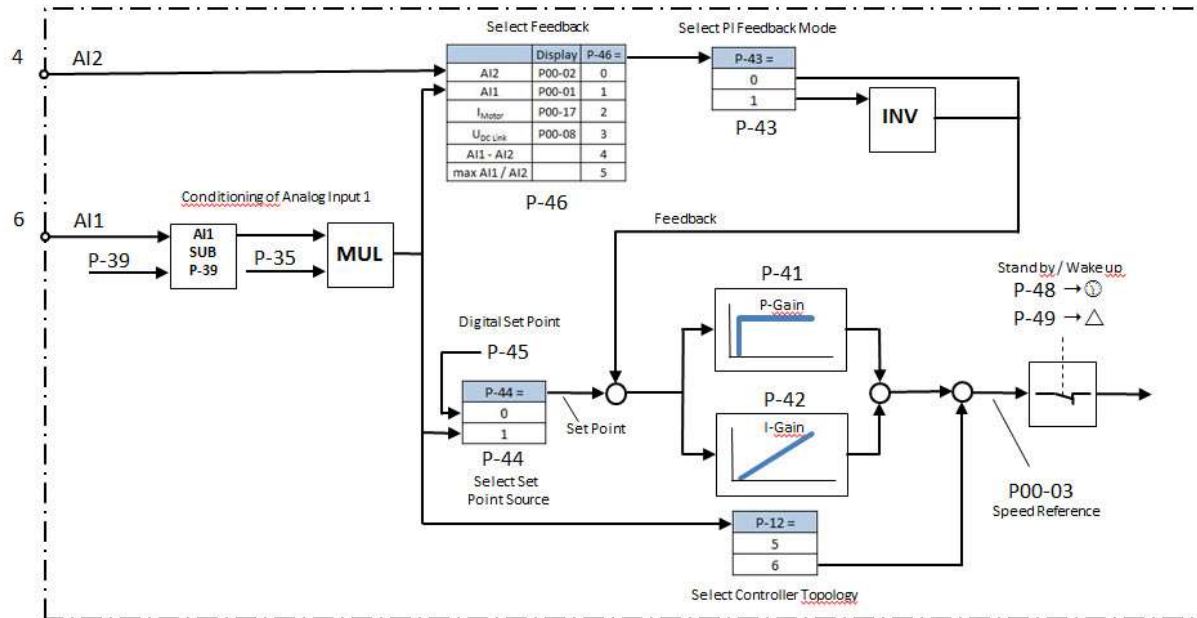 Select Feedback
Select PI Feedback Mode
4
AI2
Display P-46 =
AI2 P00-02 0
AI1 P00-01 1
IMotor P00-17 2
UDC Link P00-08 3
AI1 - AI2 4
max AI1 / AI2 5
P-46
P-43 =
0
1
P-43
INV
Conditioning of Analog Input 1
6
AI1
P-39
AI1
SUB
P-39
P-35
MUL
Feedback
Digital Set Point
P-45
P-44 =
0
1
P-44
Select Set
Point Source
Set Point
P-41
P-Gain
P-42
I-Gain
Standby / Wake up
P-48 →
P-49 → △
P00-03
Speed Reference
P-12 =
5
6
Select Controller Topology